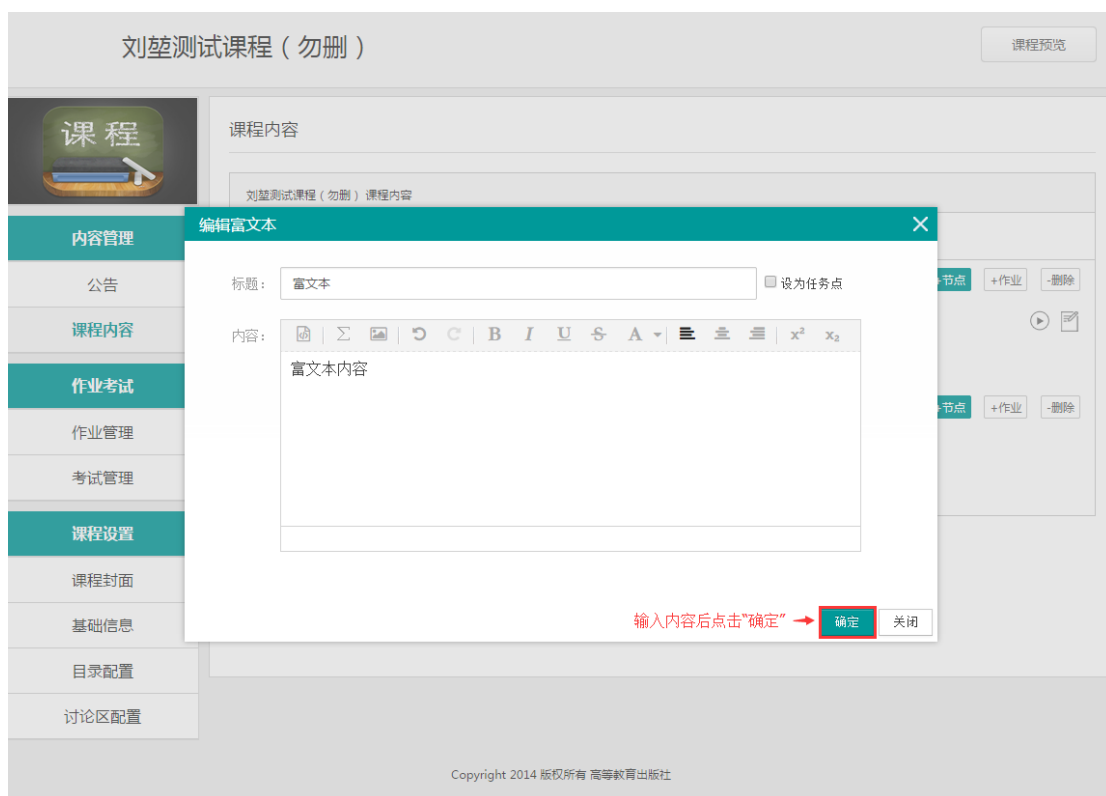 刘堃测试课程（勿删）
课程预览
课程
课程内容
刘堃测试课程（勿删） 课程内容
内容管理
公告
课程内容
作业考试
作业管理
考试管理
课程设置
课程封面
基础信息
目录配置
讨论区配置
编辑富文本
标题： 富文本 设为任务点
内容： Σ B I U S A x² x₂
富文本内容
输入内容后点击“确定” 确定 关闭
+节点 +作业 -删除
+节点 +作业 -删除
Copyright 2014 版权所有 高等教育出版社